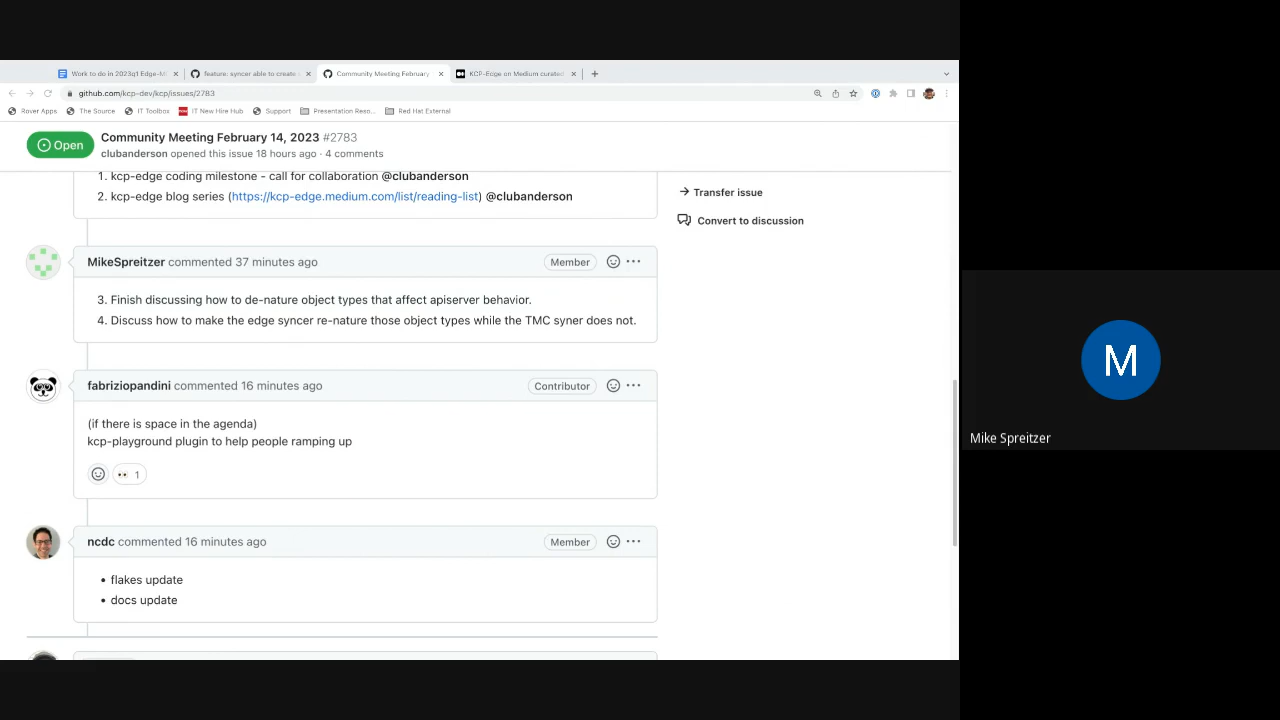 Work to do in 2023q1 Edge-M
feature: syncer able to create
Community Meeting February
KCP-Edge on Medium curated
github.com/kcp-dev/kcp/issues/2783
Rover Apps
The Source
IT Toolbox
IT New Hire Hub
Support
Presentation Reso...
Red Hat External
Open
Community Meeting February 14, 2023 #2783
clubanderson opened this issue 18 hours ago · 4 comments
1. kcp-edge coding milestone - call for collaboration @clubanderson
2. kcp-edge blog series (https://kcp-edge.medium.com/list/reading-list) @clubanderson
→ Transfer issue
Convert to discussion
MikeSpreitzer commented 37 minutes ago
Member
3. Finish discussing how to de-nature object types that affect apiserver behavior.
4. Discuss how to make the edge syncer re-nature those object types while the TMC syner does not.
fabriziopandini commented 16 minutes ago
Contributor
(if there is space in the agenda)
kcp-playground plugin to help people ramping up
1
ncdc commented 16 minutes ago
Member
• flakes update
• docs update
M
Mike Spreitzer